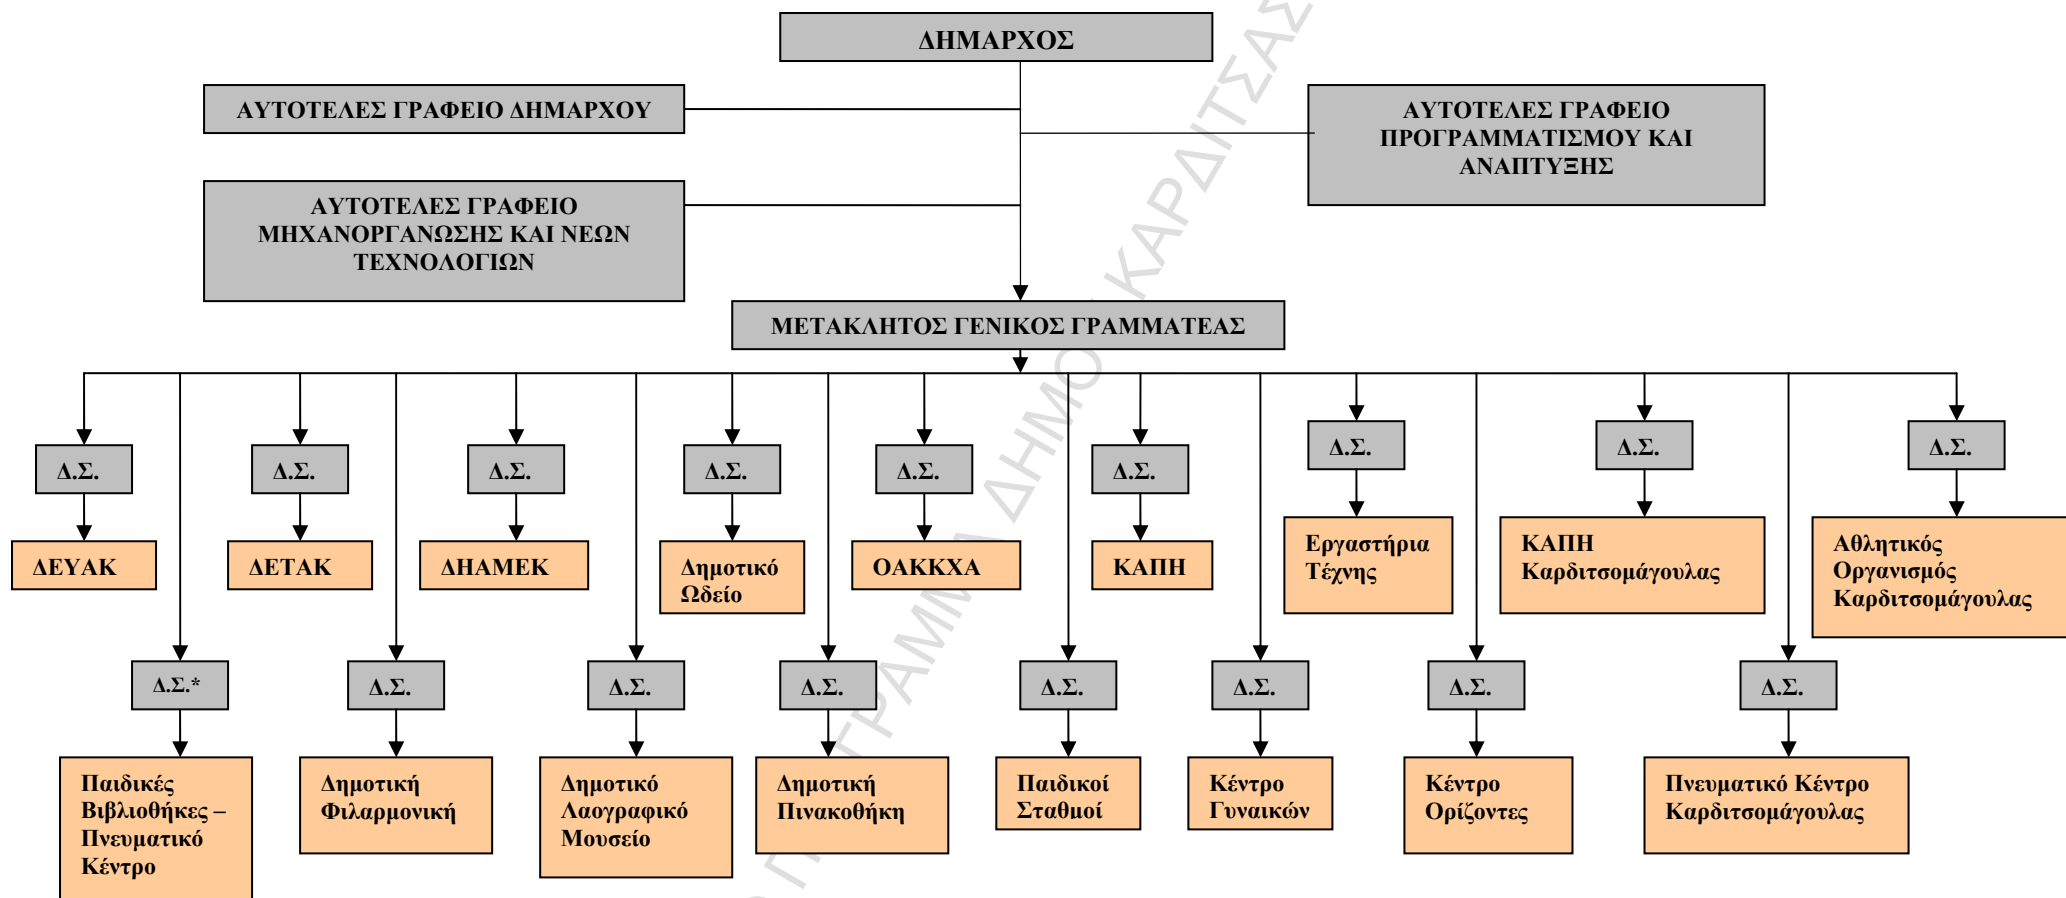 ΔΗΜΑΡΧΟΣ
ΑΥΤΟΤΕΛΕΣ ΓΡΑΦΕΙΟ ΔΗΜΑΡΧΟΥ
ΑΥΤΟΤΕΛΕΣ ΓΡΑΦΕΙΟ
ΠΡΟΓΡΑΜΜΑΤΙΣΜΟΥ ΚΑΙ
ΑΝΑΠΤΥΞΗΣ
ΑΥΤΟΤΕΛΕΣ ΓΡΑΦΕΙΟ
ΜΗΧΑΝΟΡΓΑΝΩΣΗΣ ΚΑΙ ΝΕΩΝ
ΤΕΧΝΟΛΟΓΙΩΝ
ΜΕΤΑΚΛΗΤΟΣ ΓΕΝΙΚΟΣ ΓΡΑΜΜΑΤΕΑΣ
Δ.Σ.
Δ.Σ.
Δ.Σ.
Δ.Σ.
Δ.Σ.
Δ.Σ.
Δ.Σ.
Δ.Σ.
Δ.Σ.
ΔΕΥΑΚ
ΔΕΤΑΚ
ΔΗΑΜΕΚ
Δημοτικό
Ωδείο
ΟΑΚΚΧΑ
ΚΑΠΗ
Εργαστήρια
Τέχνης
ΚΑΠΗ
Καρδιτσομάγουλας
Αθλητικός
Οργανισμός
Καρδιτσομάγουλας
Δ.Σ.*
Δ.Σ.
Δ.Σ.
Δ.Σ.
Δ.Σ.
Δ.Σ.
Δ.Σ.
Δ.Σ.
Παιδικές
Βιβλιοθήκες –
Πνευματικό
Κέντρο
Δημοτική
Φιλαρμονική
Δημοτικό
Λαογραφικό
Μουσείο
Δημοτική
Πινακοθήκη
Παιδικοί
Σταθμοί
Κέντρο
Γυναικών
Κέντρο
Ορίζοντες
Πνευματικό Κέντρο
Καρδιτσομάγουλας
ΔΗΜΟΥ ΚΑΡΔΙΤΣΑΣ